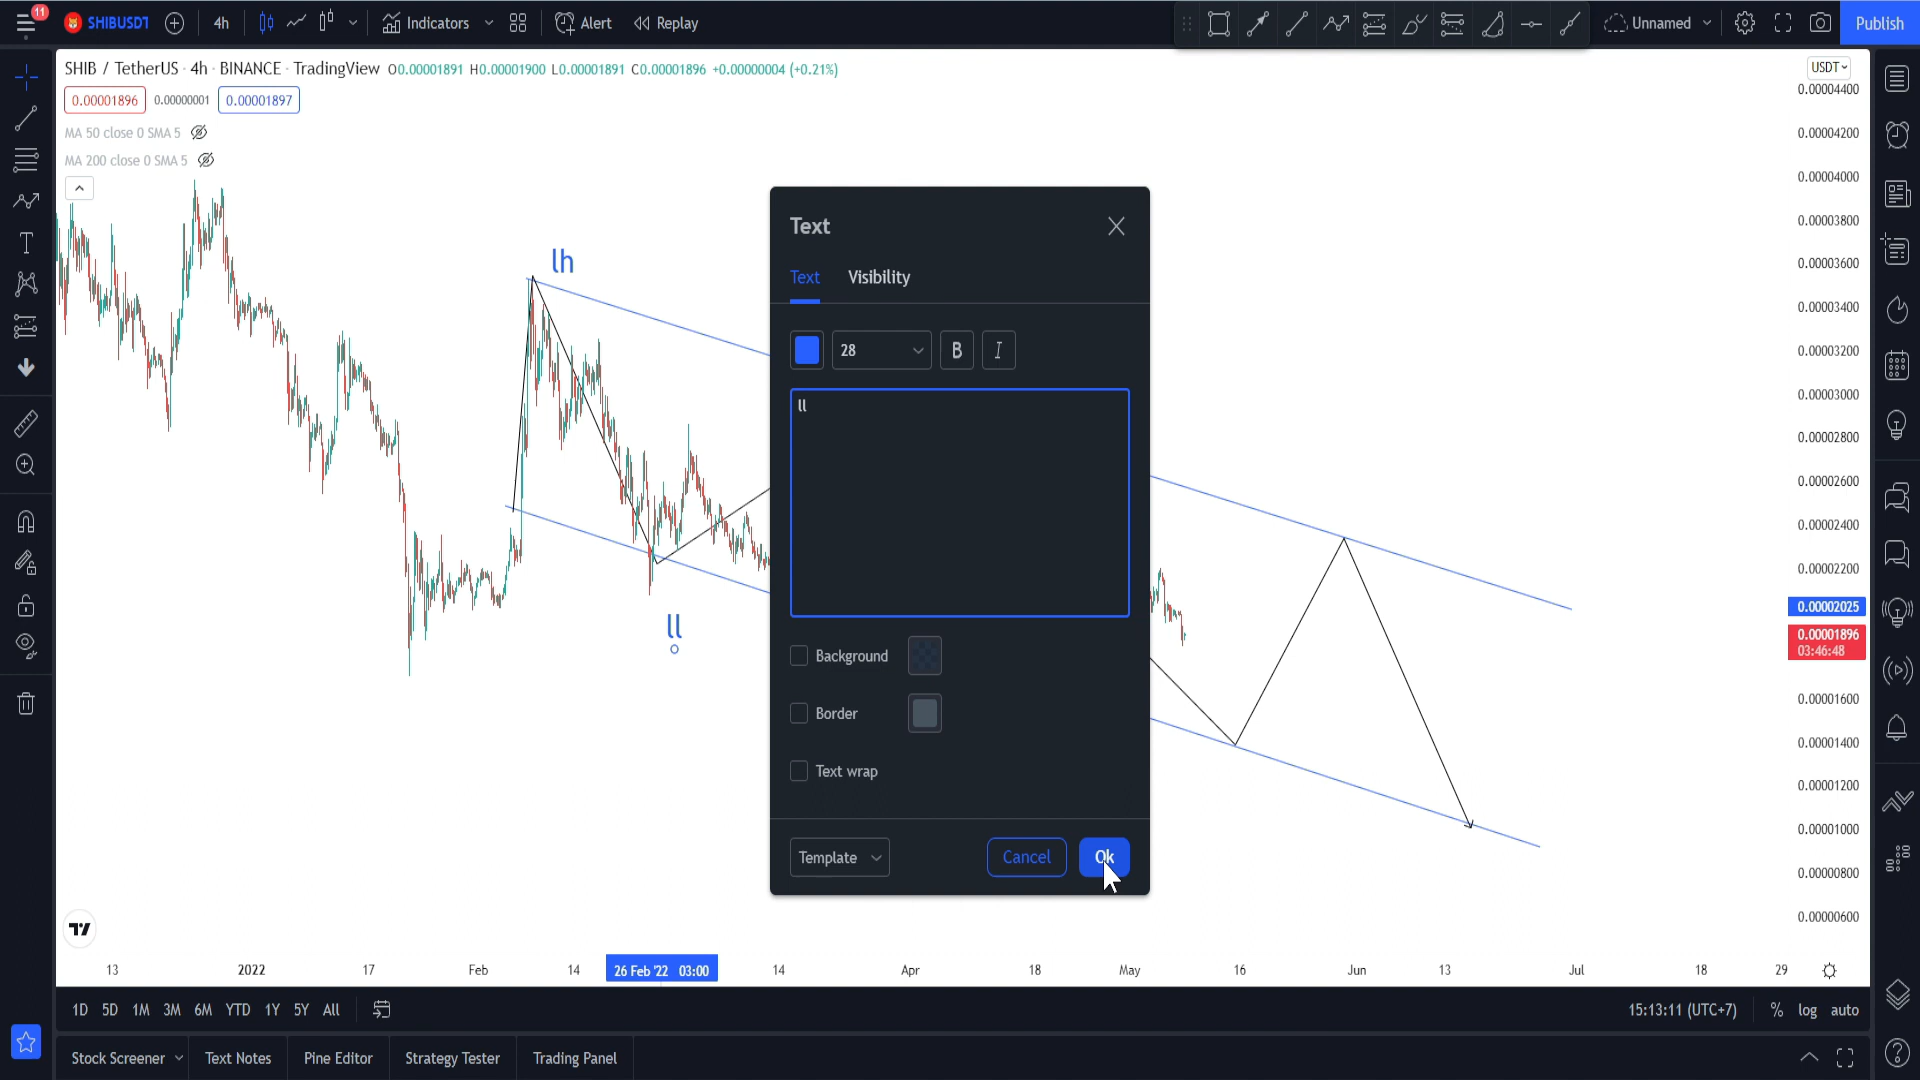 11
SHIBUSDT
4h
Indicators
Alert
Replay
Unnamed
Publish
SHIB / TetherUS · 4h · BINANCE · TradingView O0.00001891 H0.00001900 L0.00001891 C0.00001896 +0.00000004 (+0.21%)
0.00001896 0.00000001 0.00001897
MA 50 close 0 SMA 5
MA 200 close 0 SMA 5
USDT
0.00004400
0.00004200
0.00004000
0.00003800
0.00003600
0.00003400
0.00003200
0.00003000
0.00002800
0.00002600
0.00002400
0.00002200
0.00002025
0.00001896
03:46:48
0.00001600
0.00001400
0.00001200
0.00001000
0.00000800
0.00000600
lh
ll
Text
Text Visibility
28
B
I
ll
Background
Border
Text wrap
Template
Cancel
Ok
13
2022
17
Feb
14
26 Feb '22 03:00
14
Apr
18
May
16
Jun
13
Jul
18
29
1D 5D 1M 3M 6M YTD 1Y 5Y All
15:13:11 (UTC+7)
% log auto
Stock Screener
Text Notes
Pine Editor
Strategy Tester
Trading Panel